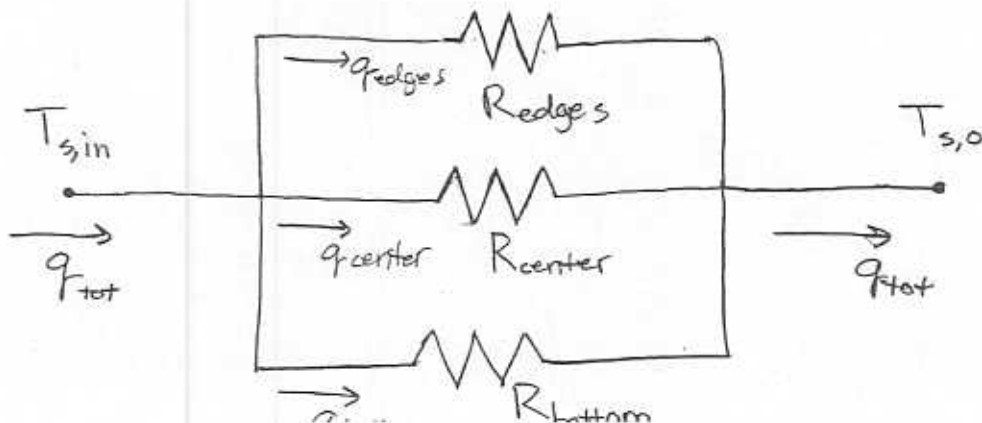 q_edges
R_edges
T_s,in
T_s,o
q_center
R_center
q_tot
q_tot
R_bottom